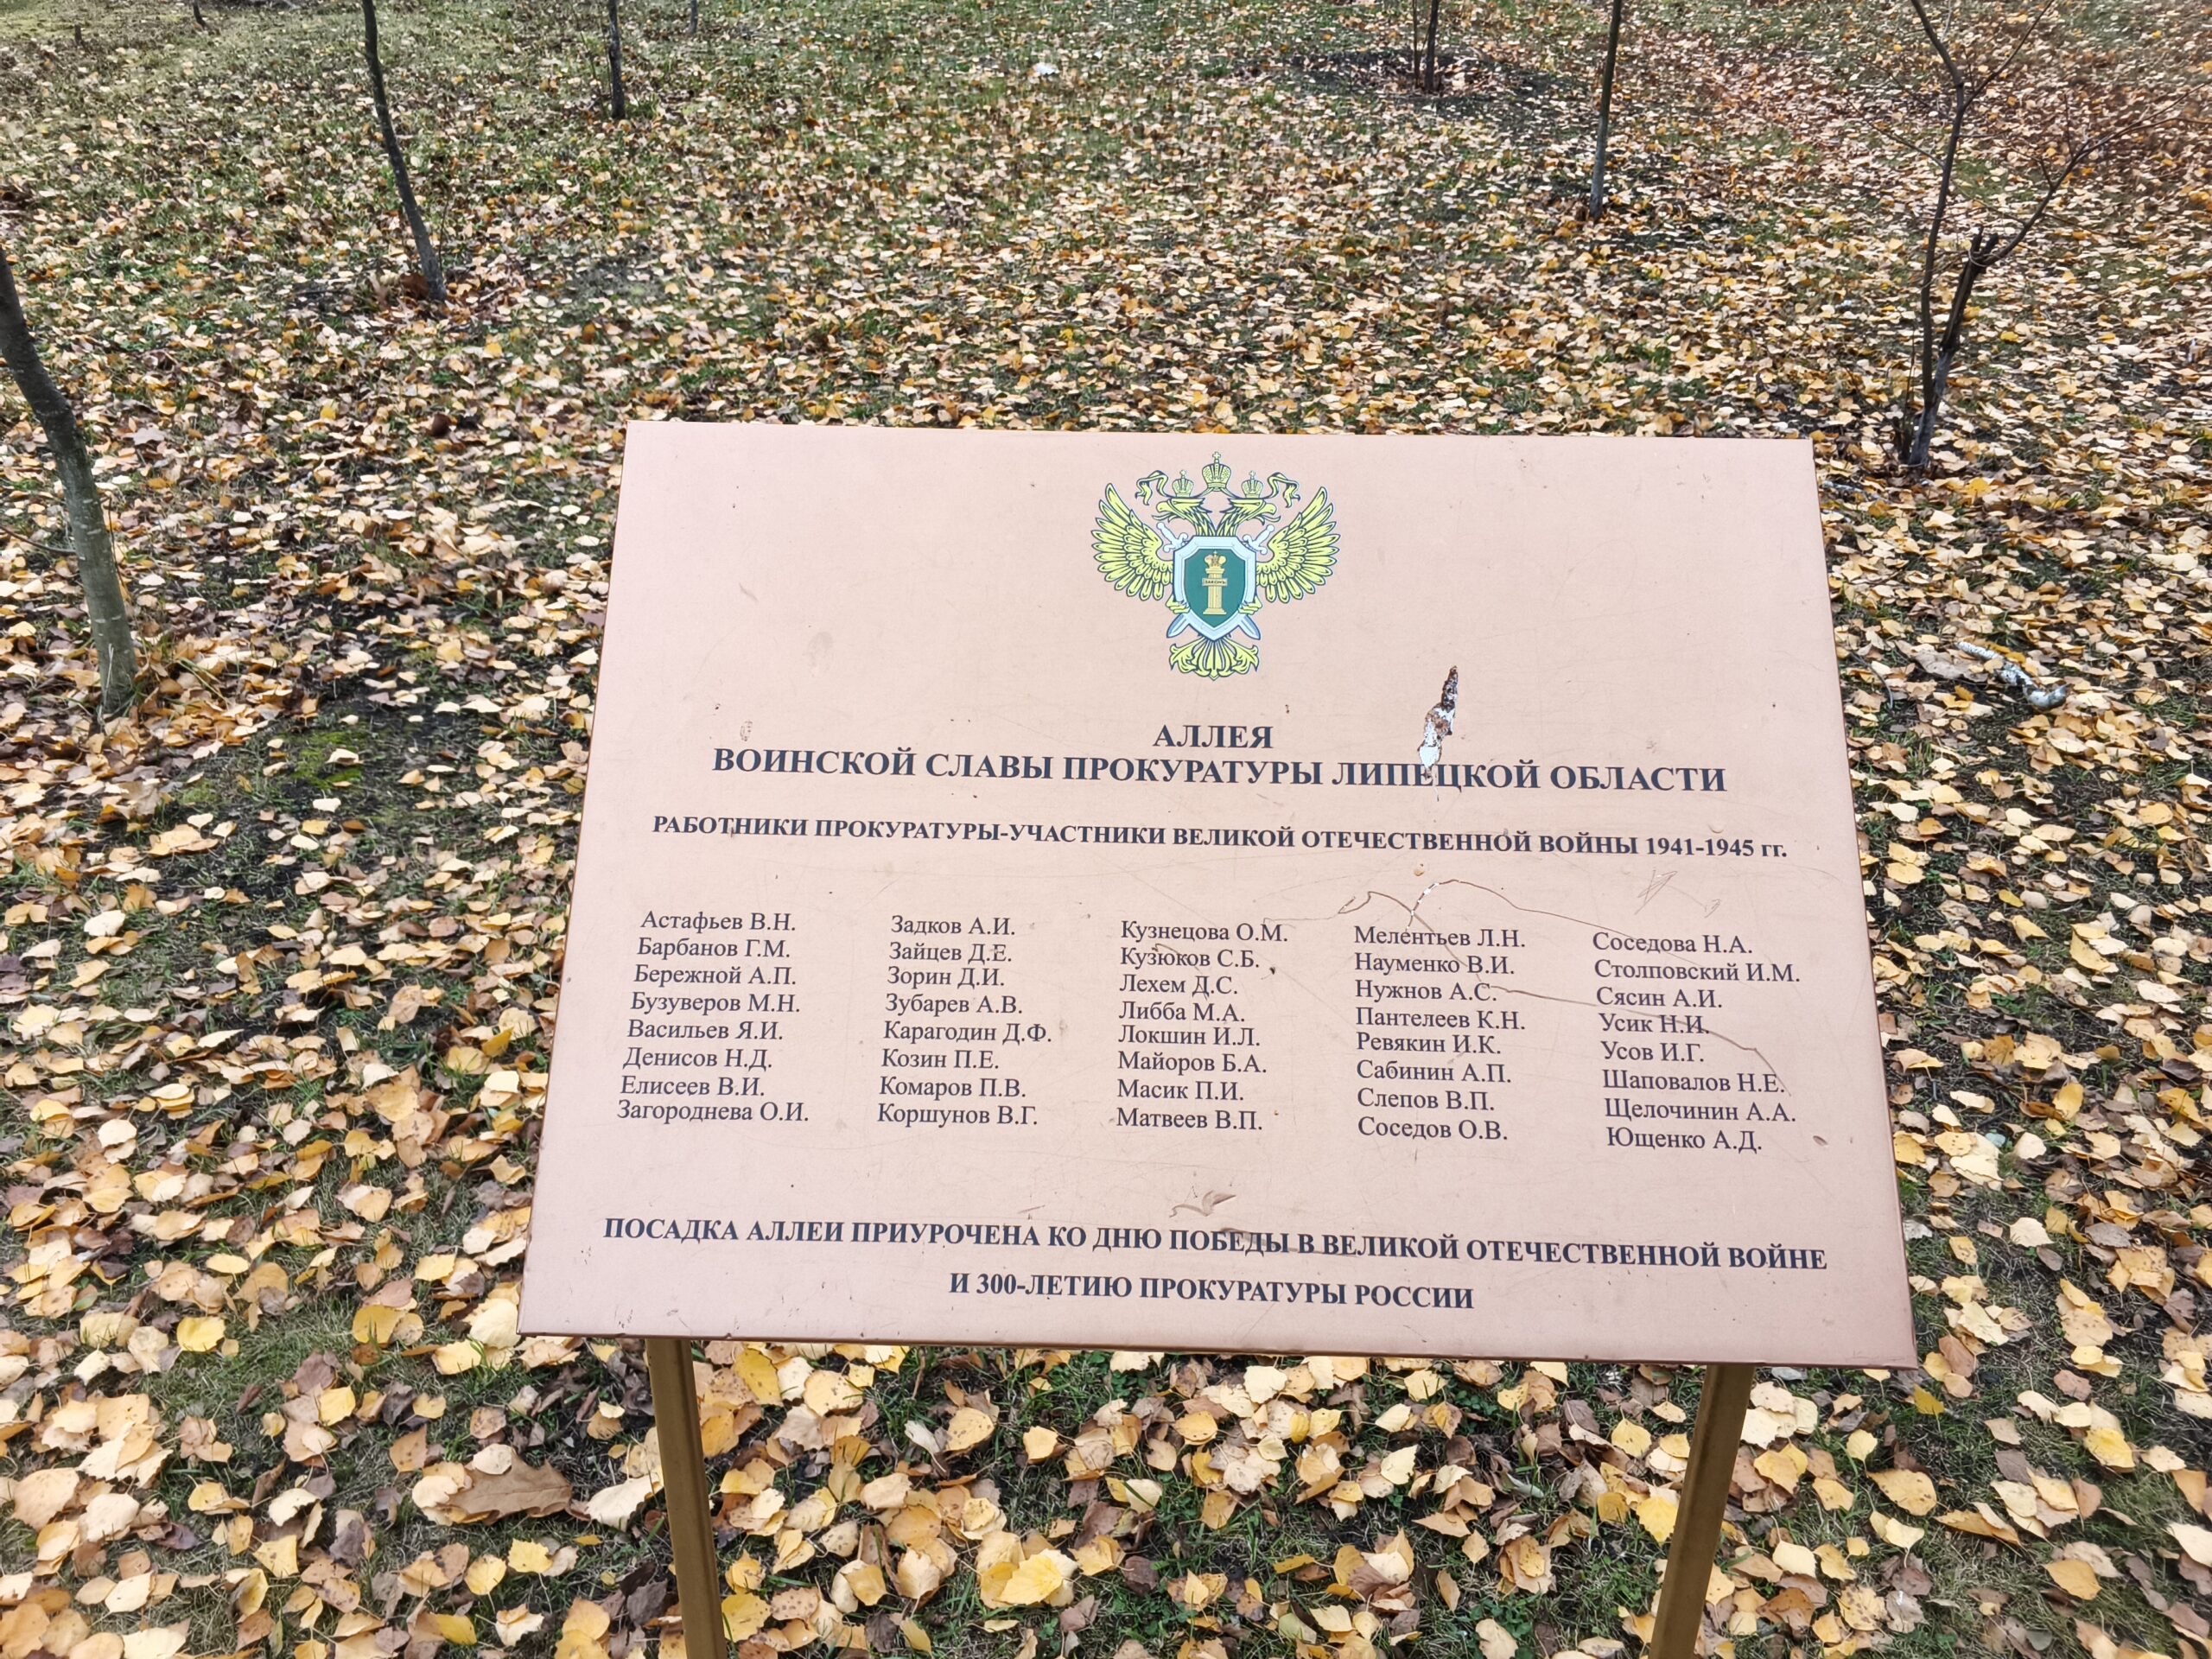 ЗАКОНЪ
АЛЛЕЯ
ВОИНСКОЙ СЛАВЫ ПРОКУРАТУРЫ ЛИПЕЦКОЙ ОБЛАСТИ
РАБОТНИКИ ПРОКУРАТУРЫ-УЧАСТНИКИ ВЕЛИКОЙ ОТЕЧЕСТВЕННОЙ ВОЙНЫ 1941-1945 гг.
Астафьев В.Н.
Барбанов Г.М.
Бережной А.П.
Бузуверов М.Н.
Васильев Я.И.
Денисов Н.Д.
Елисеев В.И.
Загороднева О.И.
Задков А.И.
Зайцев Д.Е.
Зорин Д.И.
Зубарев А.В.
Карагодин Д.Ф.
Козин П.Е.
Комаров П.В.
Коршунов В.Г.
Кузнецова О.М.
Кузюков С.Б.
Лехем Д.С.
Либба М.А.
Локшин И.Л.
Майоров Б.А.
Масик П.И.
Матвеев В.П.
Мелентьев Л.Н.
Науменко В.И.
Нужнов А.С.
Пантелеев К.Н.
Ревякин И.К.
Сабинин А.П.
Слепов В.П.
Соседов О.В.
Соседова Н.А.
Столповский И.М.
Сясин А.И.
Усик Н.И.
Усов И.Г.
Шаповалов Н.Е.
Щелочинин А.А.
Ющенко А.Д.
ПОСАДКА АЛЛЕИ ПРИУРОЧЕНА КО ДНЮ ПОБЕДЫ В ВЕЛИКОЙ ОТЕЧЕСТВЕННОЙ ВОЙНЕ
И 300-ЛЕТИЮ ПРОКУРАТУРЫ РОССИИ